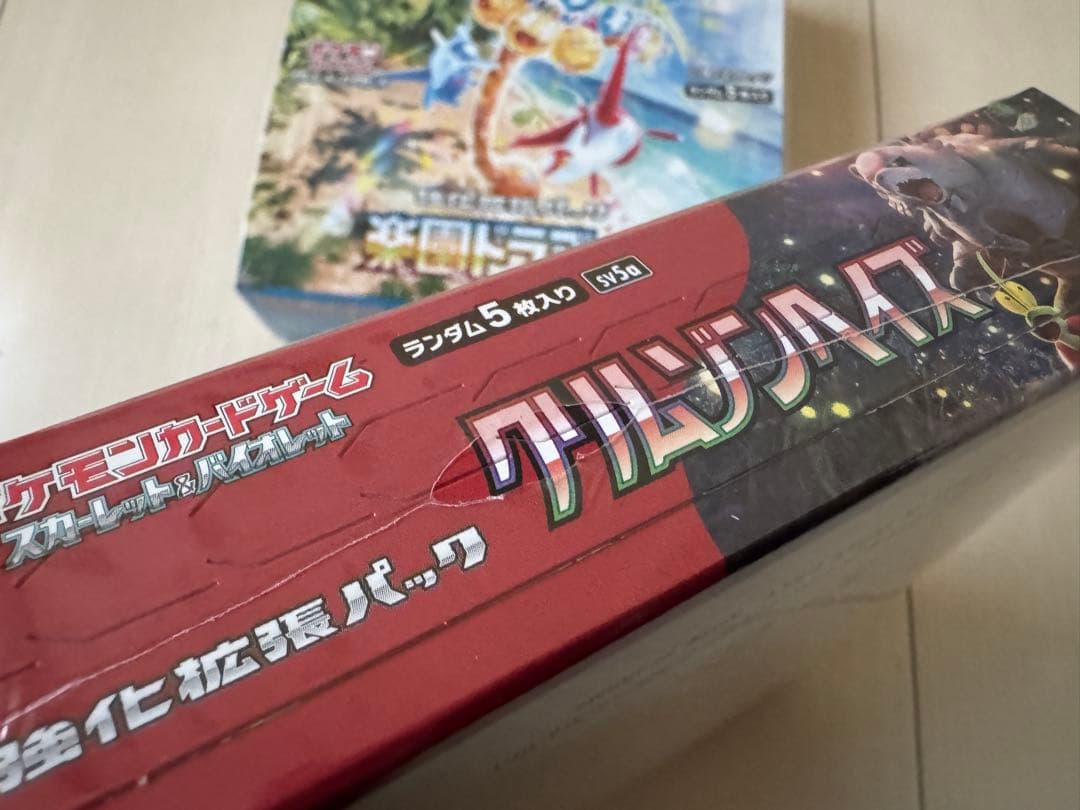 楽園ドラゴ
ランダム5枚入り
SV5a
クリムゾンヘイズ
ケモンカードゲーム
スカーレット&バイオレット
強化拡張パック